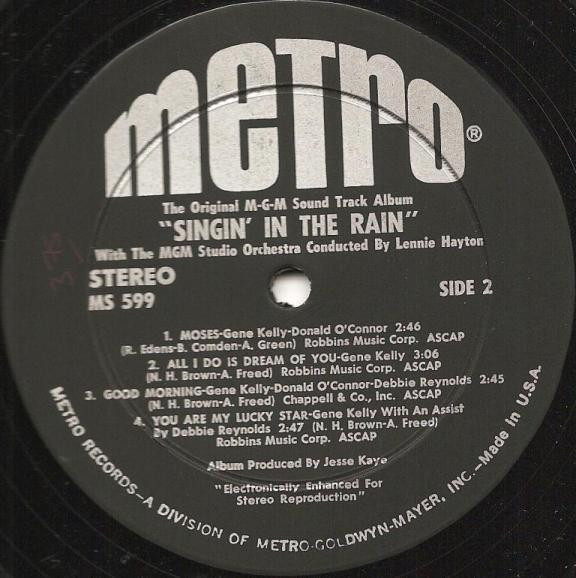 metro®
The Original M-G-M Sound Track Album
"SINGIN' IN THE RAIN"
With The MGM Studio Orchestra Conducted By Lennie Hayton
STEREO
MS 599
SIDE 2
1. MOSES-Gene Kelly-Donald O'Connor 2:46
(R. Edens-B. Comden-A. Green) Robbins Music Corp. ASCAP
2. ALL I DO IS DREAM OF YOU-Gene Kelly 3:06
(N. H. Brown-A. Freed) Robbins Music Corp. ASCAP
3. GOOD MORNING-Gene Kelly-Donald O'Connor-Debbie Reynolds 2:45
(N. H. Brown-A. Freed) Chappell & Co., Inc. ASCAP
4. YOU ARE MY LUCKY STAR-Gene Kelly With An Assist
By Debbie Reynolds 2:47 (N. H. Brown-A. Freed)
Robbins Music Corp. ASCAP
Album Produced By Jesse Kaye
"Electronically Enhanced For
Stereo Reproduction"
METRO RECORDS—A DIVISION OF METRO-GOLDWYN-MAYER, INC.—Made In U.S.A.